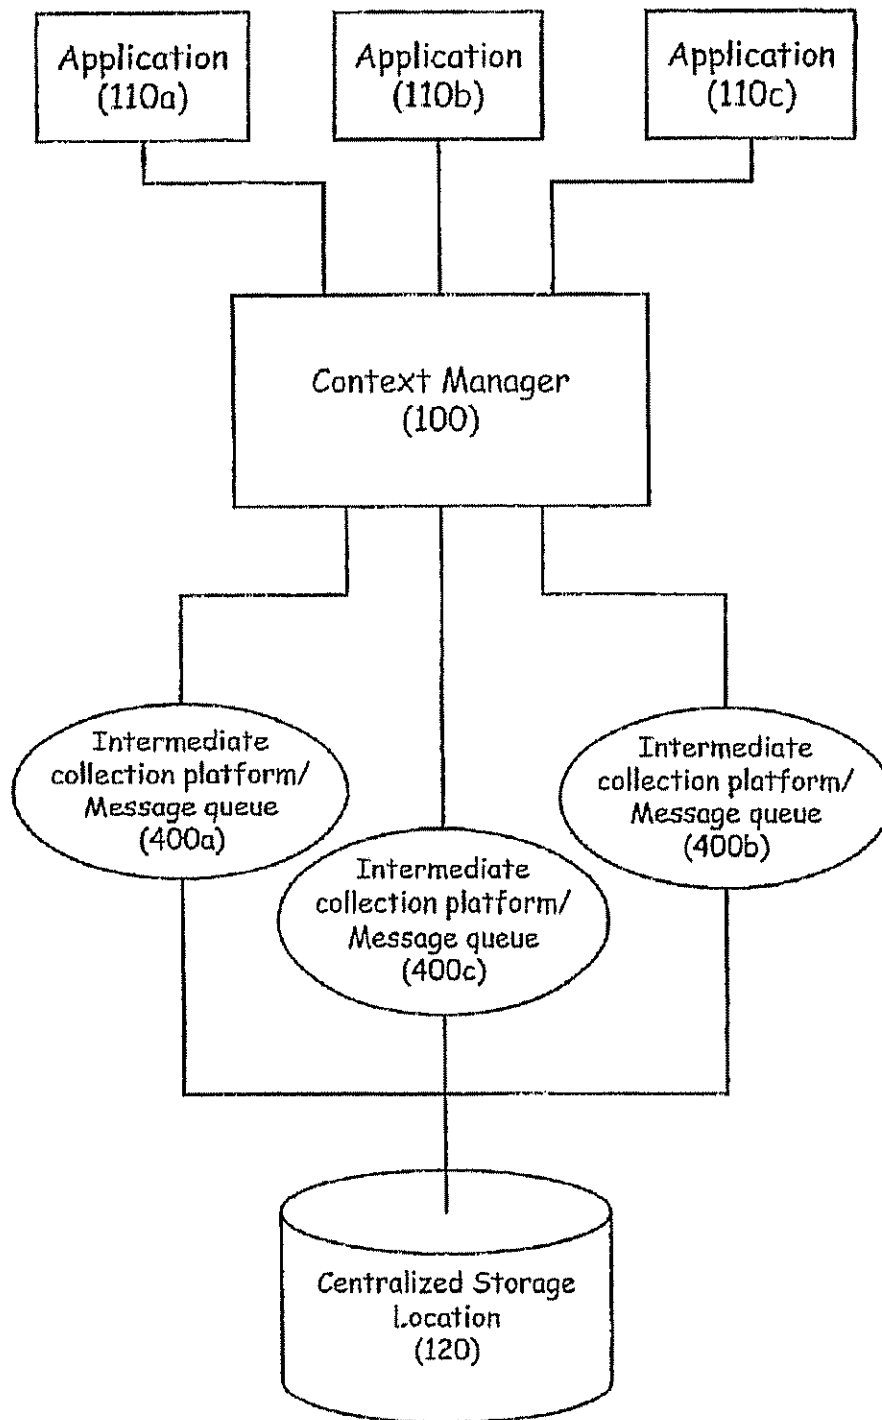 Application
(110a)
Application
(110b)
Application
(110c)
Context Manager
(100)
Intermediate
collection platform/
Message queue
(400a)
Intermediate
collection platform/
Message queue
(400b)
Intermediate
collection platform/
Message queue
(400c)
Centralized Storage
Location
(120)